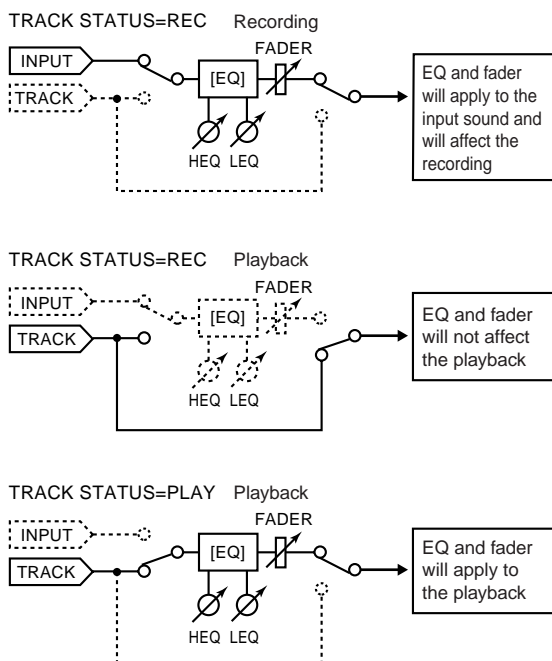 TRACK STATUS=REC Recording
FADER
INPUT
[EQ]
TRACK
HEQ LEQ
EQ and fader
will apply to the
input sound and
will affect the
recording
TRACK STATUS=REC Playback
FADER
INPUT
[EQ]
TRACK
HEQ LEQ
EQ and fader
will not affect
the playback
TRACK STATUS=PLAY Playback
FADER
INPUT
[EQ]
TRACK
HEQ LEQ
EQ and fader
will apply to
the playback